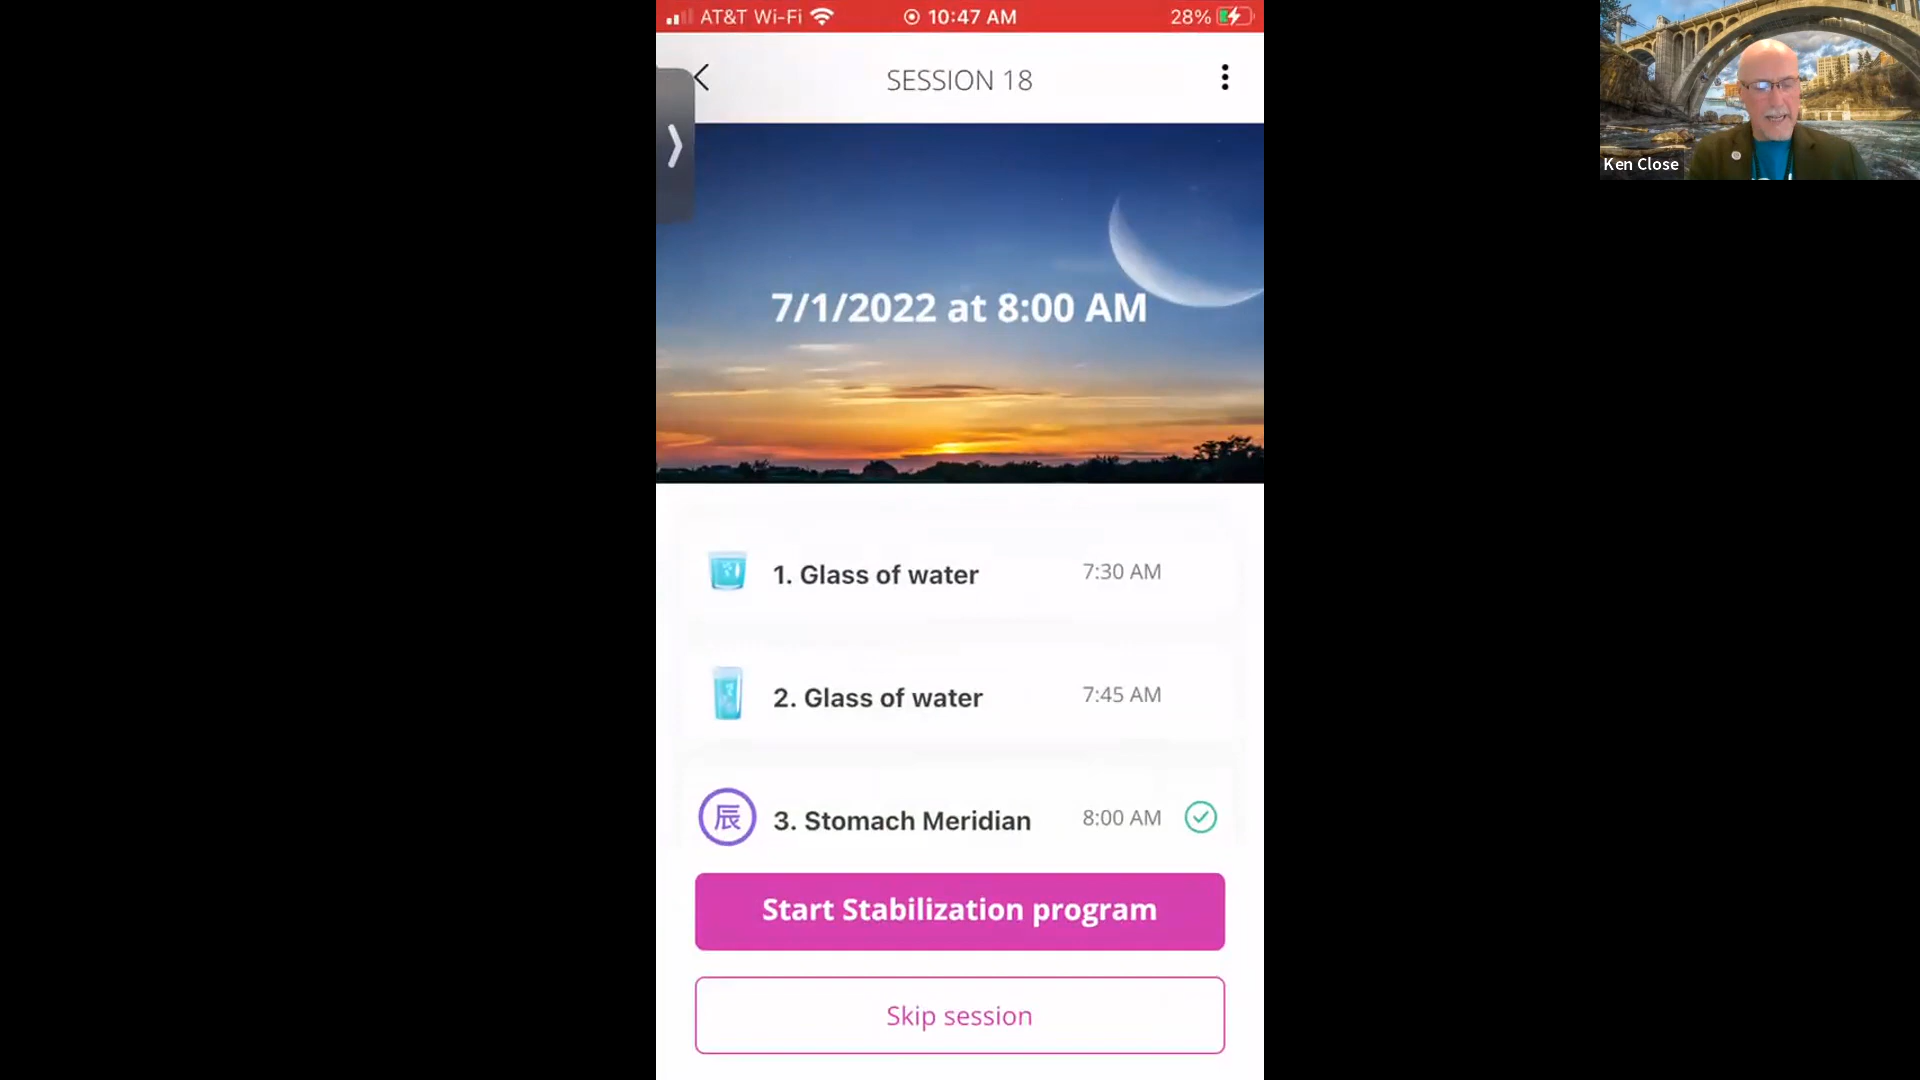 AT&T Wi-Fi 10:47 AM 28%
SESSION 18
7/1/2022 at 8:00 AM
1. Glass of water 7:30 AM
2. Glass of water 7:45 AM
辰 3. Stomach Meridian 8:00 AM
Start Stabilization program
Skip session
Ken Close